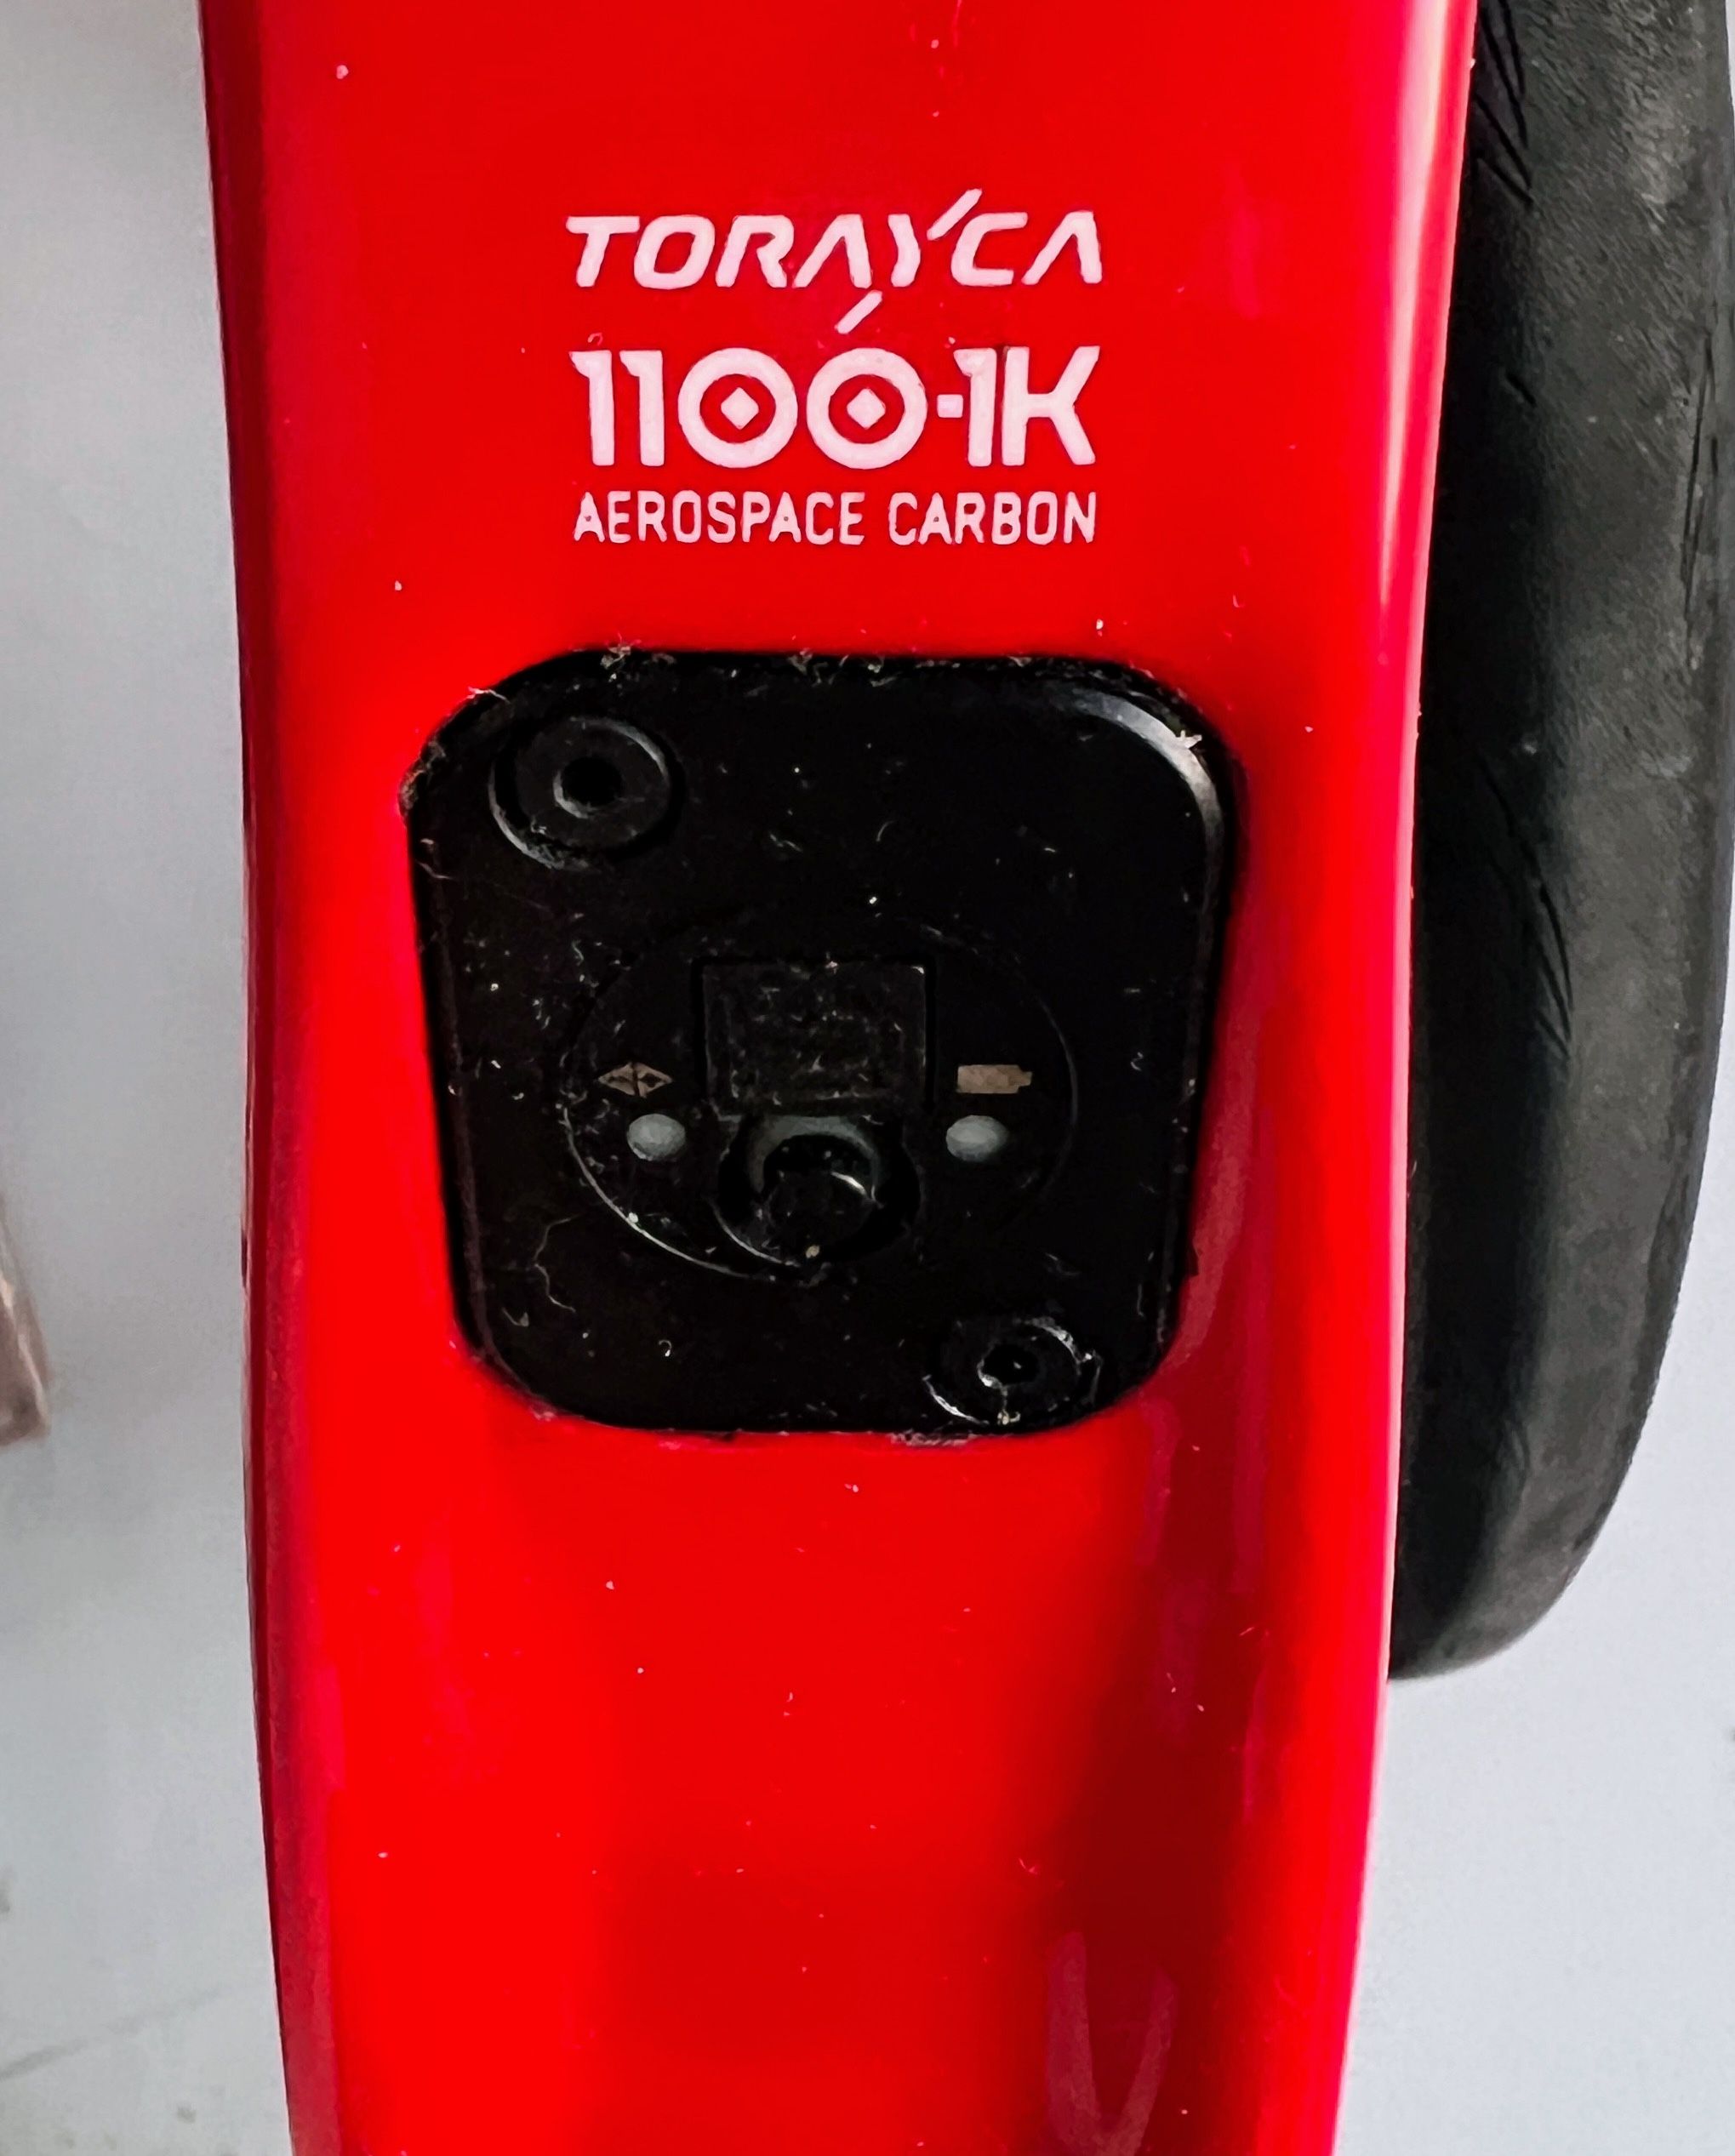 TORAYCA
1100·1K
AEROSPACE CARBON